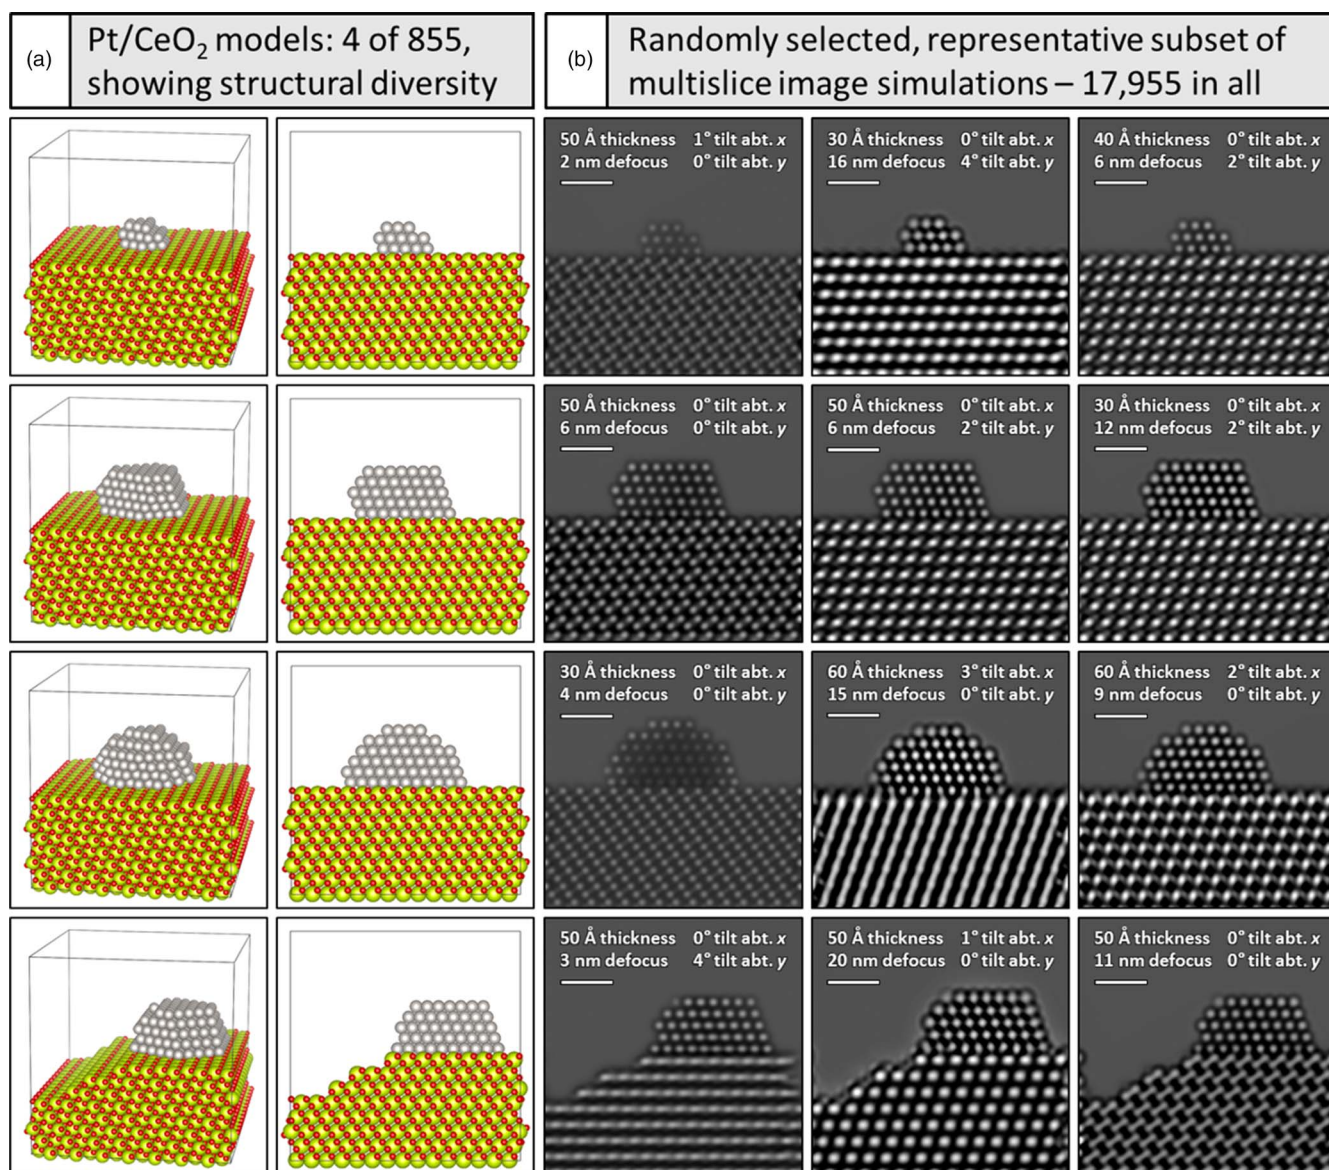 (a)
Pt/CeO₂ models: 4 of 855,
showing structural diversity
(b)
Randomly selected, representative subset of
multislice image simulations – 17,955 in all
50 Å thickness 1° tilt abt. x
2 nm defocus 0° tilt abt. y
30 Å thickness 0° tilt abt. x
16 nm defocus 4° tilt abt. y
40 Å thickness 0° tilt abt. x
6 nm defocus 2° tilt abt. y
50 Å thickness 0° tilt abt. x
6 nm defocus 0° tilt abt. y
50 Å thickness 0° tilt abt. x
6 nm defocus 2° tilt abt. y
30 Å thickness 0° tilt abt. x
12 nm defocus 2° tilt abt. y
30 Å thickness 0° tilt abt. x
4 nm defocus 0° tilt abt. y
60 Å thickness 3° tilt abt. x
15 nm defocus 0° tilt abt. y
60 Å thickness 2° tilt abt. x
9 nm defocus 0° tilt abt. y
50 Å thickness 0° tilt abt. x
3 nm defocus 4° tilt abt. y
50 Å thickness 1° tilt abt. x
20 nm defocus 0° tilt abt. y
50 Å thickness 0° tilt abt. x
11 nm defocus 0° tilt abt. y